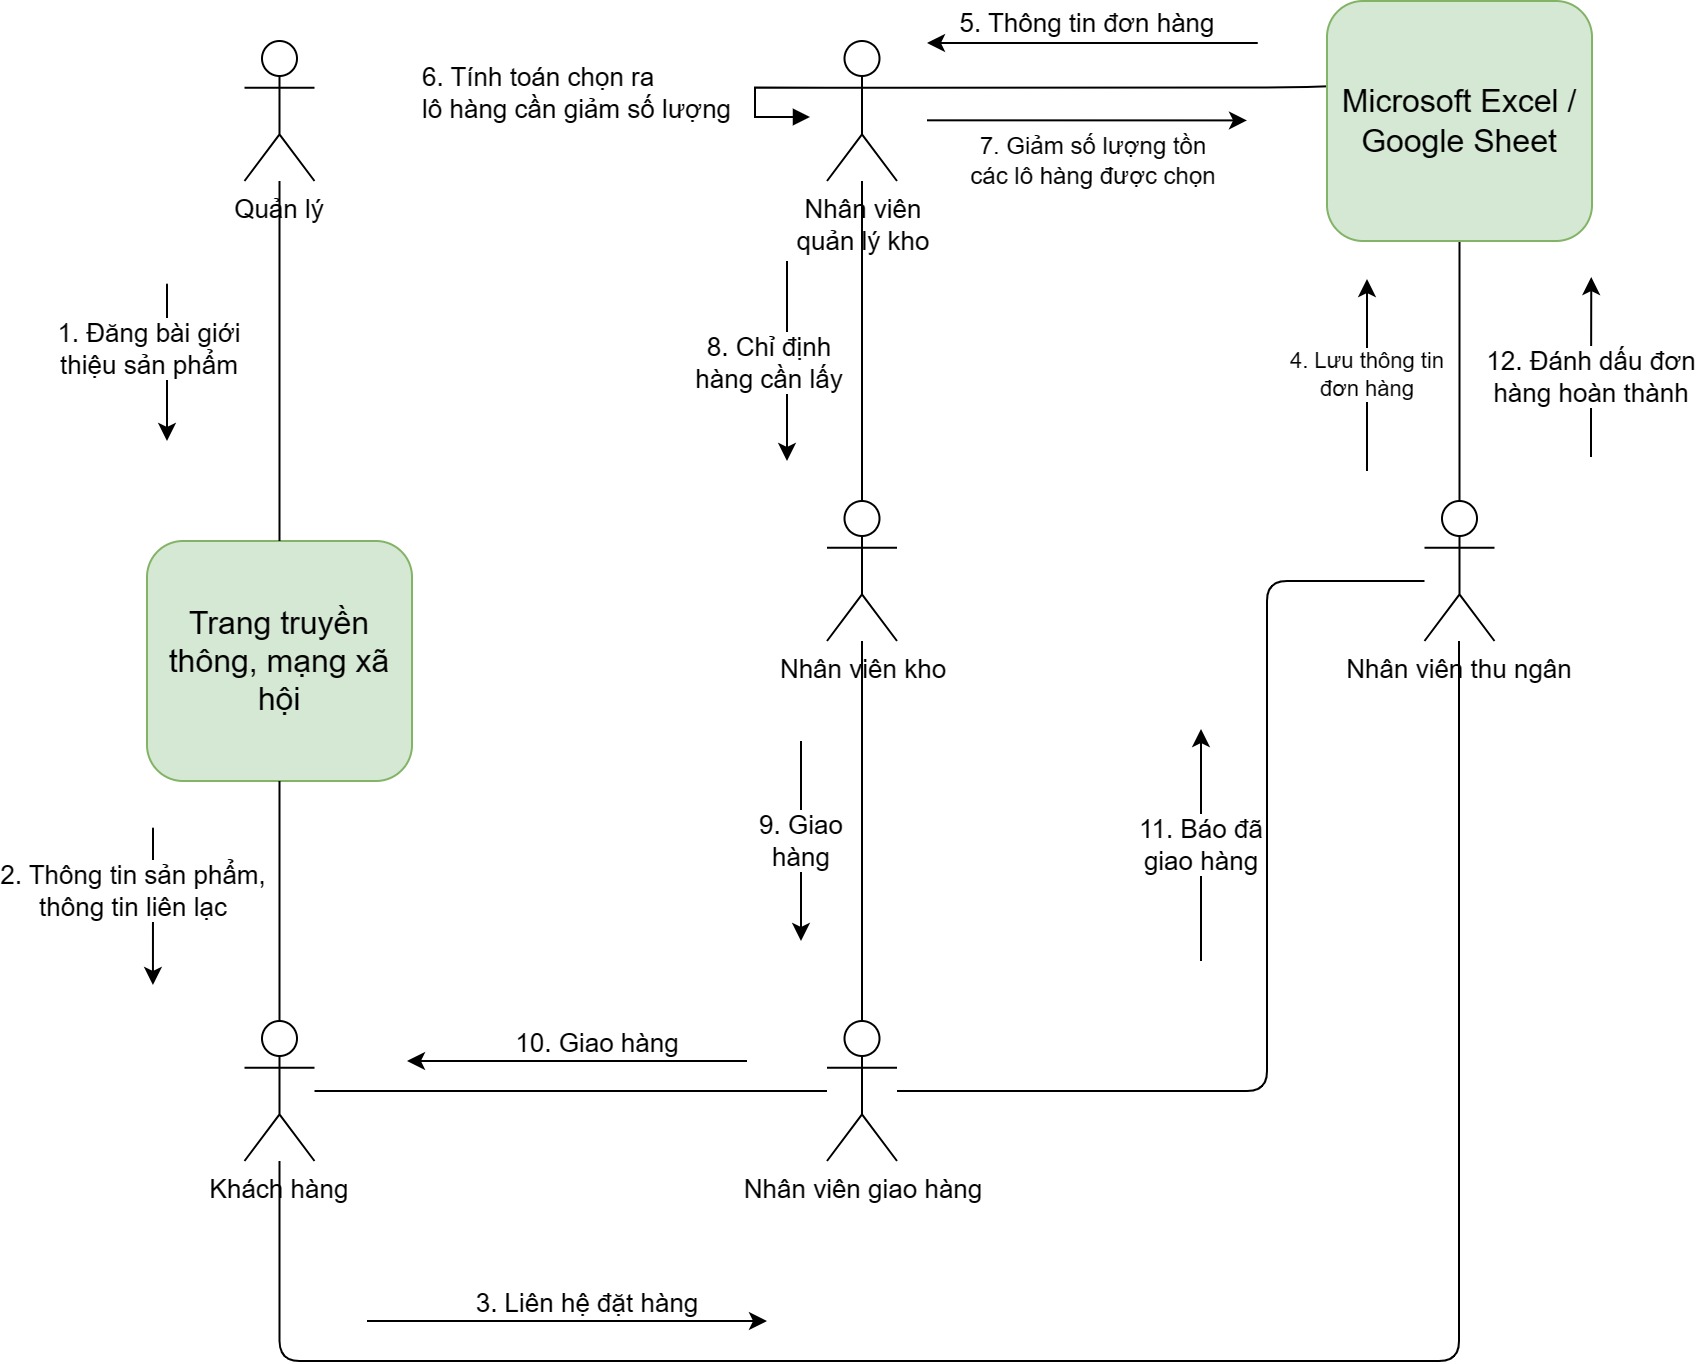 5. Thông tin đơn hàng
6. Tính toán chọn ra
lô hàng cần giảm số lượng
Microsoft Excel /
Google Sheet
7. Giảm số lượng tồn
các lô hàng được chọn
Quản lý
Nhân viên
quản lý kho
1. Đăng bài giới
thiệu sản phẩm
8. Chỉ định
hàng cần lấy
4. Lưu thông tin
đơn hàng
12. Đánh dấu đơn
hàng hoàn thành
Trang truyền
thông, mạng xã
hội
Nhân viên kho
Nhân viên thu ngân
2. Thông tin sản phẩm,
thông tin liên lạc
9. Giao
hàng
11. Báo đã
giao hàng
10. Giao hàng
Khách hàng
Nhân viên giao hàng
3. Liên hệ đặt hàng